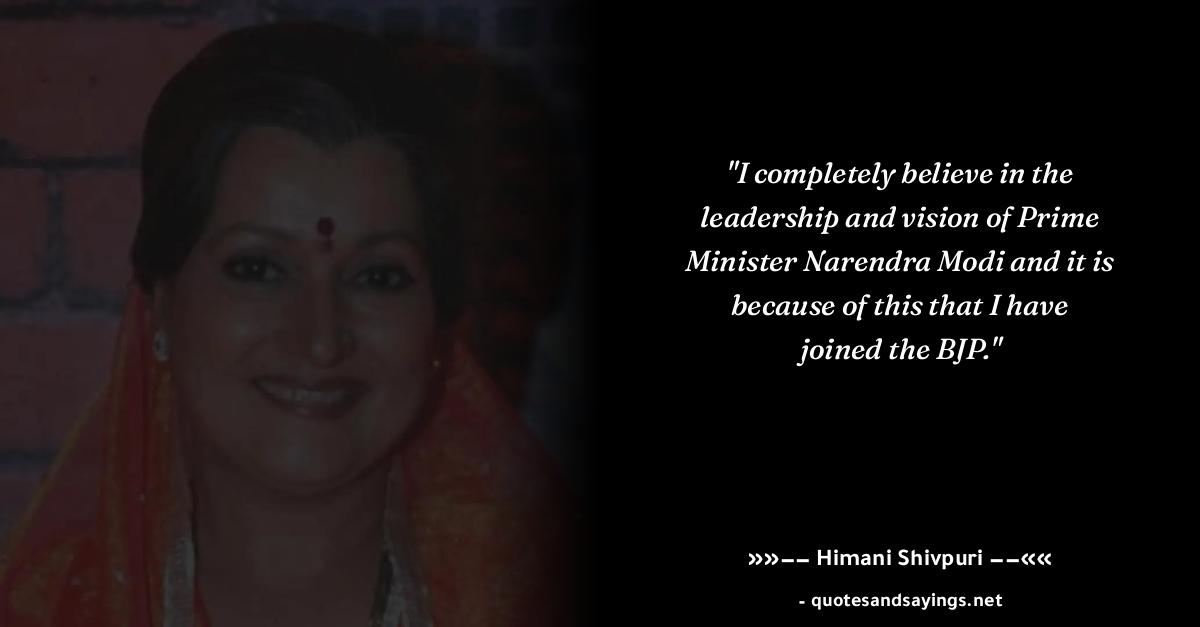 "I completely believe in the
leadership and vision of Prime
Minister Narendra Modi and it is
because of this that I have
joined the BJP."
»»−− Himani Shivpuri −−««
- quotesandsayings.net